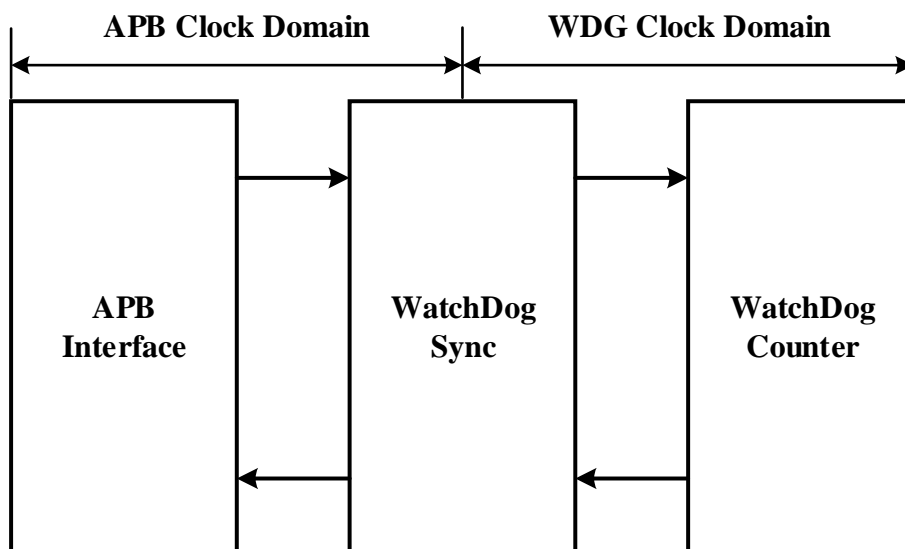 APB Clock Domain
WDG Clock Domain
APB
Interface
WatchDog
Sync
WatchDog
Counter